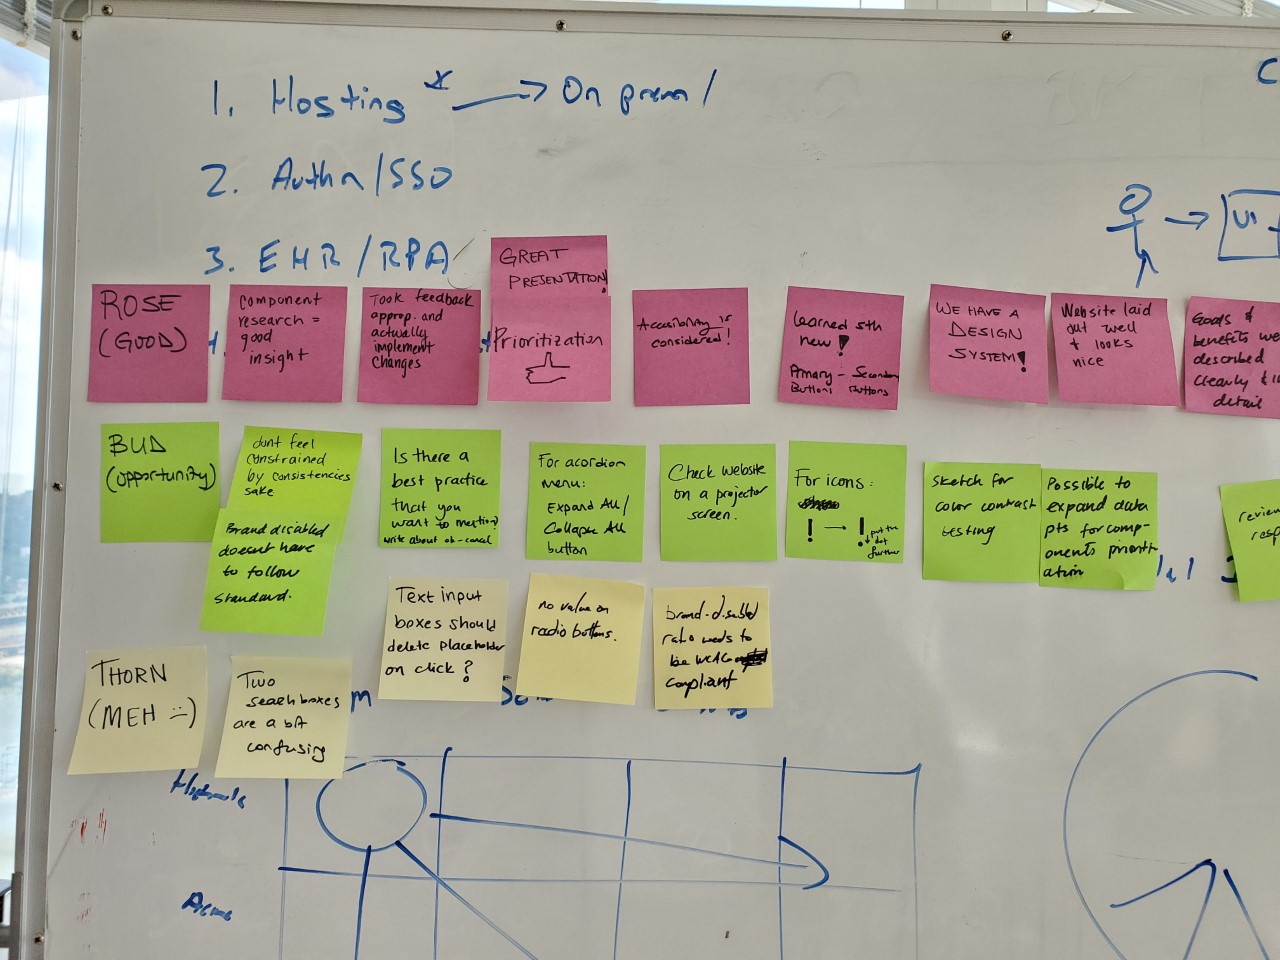 1. Hosting * → On prem /
2. Authn/SSO
3. EHR/RPA
C
UI
ROSE
(GOOD)
component
research =
good
insight
Took feedback
approp. and
actually
implement
changes
GREAT
PRESENTATION!
Prioritization
Accessibility is
considered!
Learned sth
new!
Primary - Secondary
Buttons Buttons
WE HAVE A
DESIGN
SYSTEM!
Website laid
out well
& looks
nice
Goals &
benefits we
described
clearly &
detail
BUD
(opportunity)
dont feel
constrained
by consistencies
sake
Brand disabled
doesnt have
to follow
standard.
Is there a
best practice
that you
want to mention?
write about ok-cancel
For acordion
menu:
Expand All/
Collapse All
button
Check website
on a projector
screen.
For icons:
! → !
put the
dot
further
Sketch for
color contrast
testing
Possible to
expand data
pts for comp-
onents prioriti-
ation
review
resp
THORN
(MEH :-)
Two
search boxes
are a bit
confusing
Text input
boxes should
delete placeholder
on click?
no value on
radio buttons.
brand-disabled
ratio needs to
be WCAG
compliant
Acme